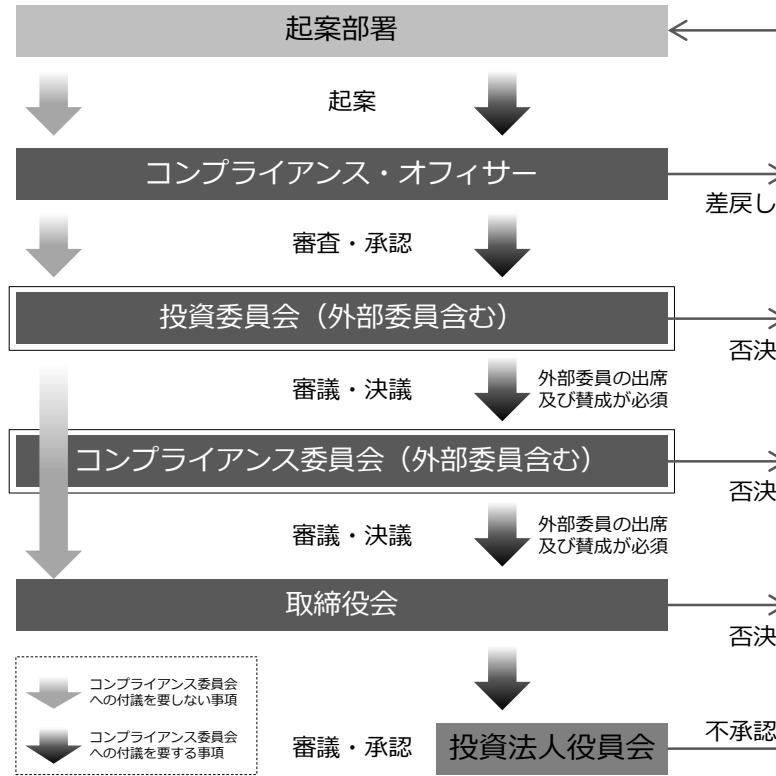 起案部署
起案
コンプライアンス・オフィサー
差戻し
審査・承認
投資委員会（外部委員含む）
否決
審議・決議
外部委員の出席
及び賛成が必須
コンプライアンス委員会（外部委員含む）
否決
審議・決議
外部委員の出席
及び賛成が必須
取締役会
否決
コンプライアンス委員会
への付議を要しない事項
コンプライアンス委員会
への付議を要する事項
審議・承認
投資法人役員会
不承認